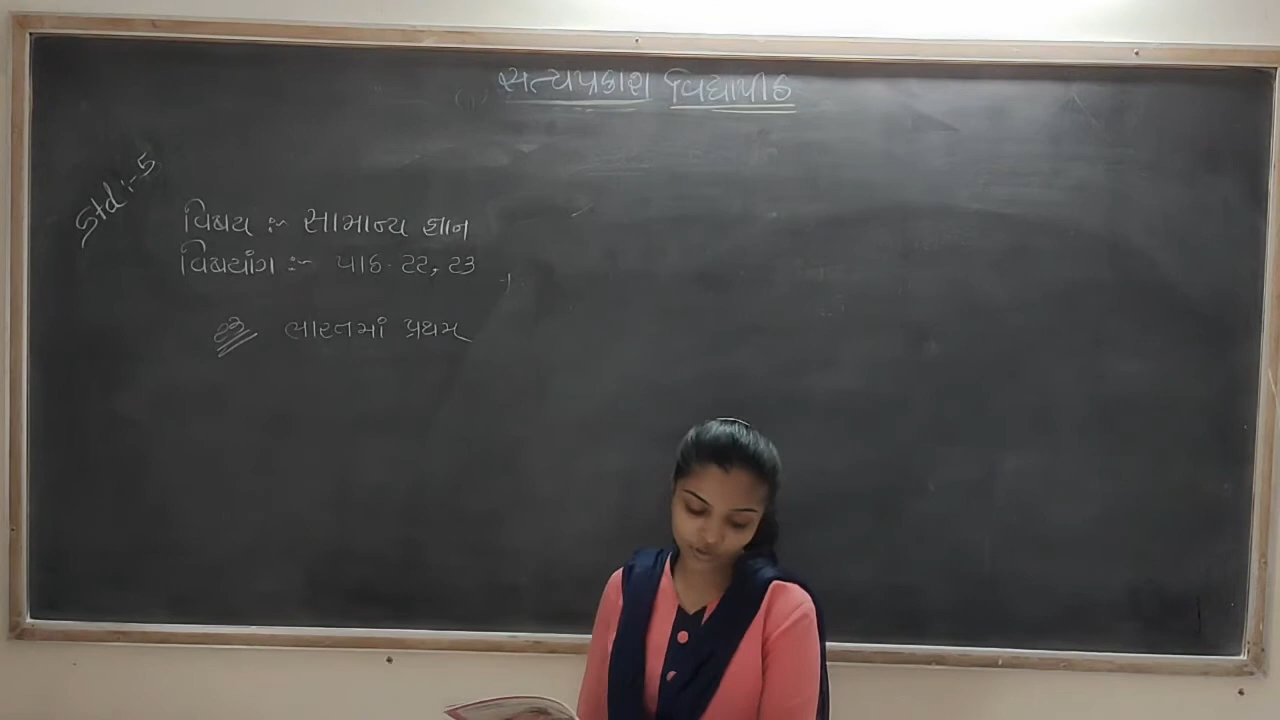 સત્યપ્રકાશ વિદ્યાપીઠ
Std :- 5
વિષય :- સામાન્ય જ્ઞાન
વિષયાંગ :- પાઠ- ૨૨, ૨૩
ભારતમાં પ્રથમ